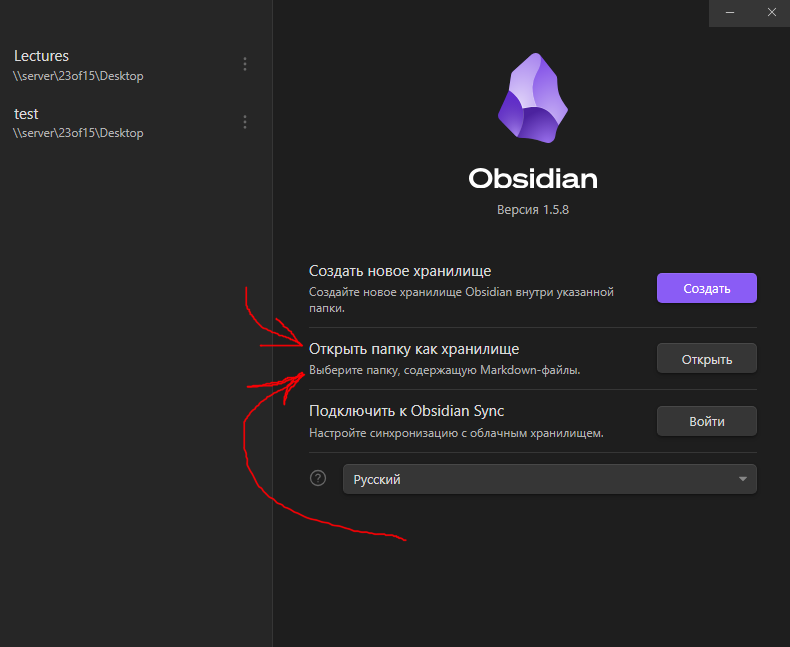 Lectures
\\server\23of15\Desktop
test
\\server\23of15\Desktop
Obsidian
Версия 1.5.8
Создать новое хранилище
Создайте новое хранилище Obsidian внутри указанной
папки.
Создать
Открыть папку как хранилище
Выберите папку, содержащую Markdown-файлы.
Открыть
Подключить к Obsidian Sync
Настройте синхронизацию с облачным хранилищем.
Войти
?
Русский